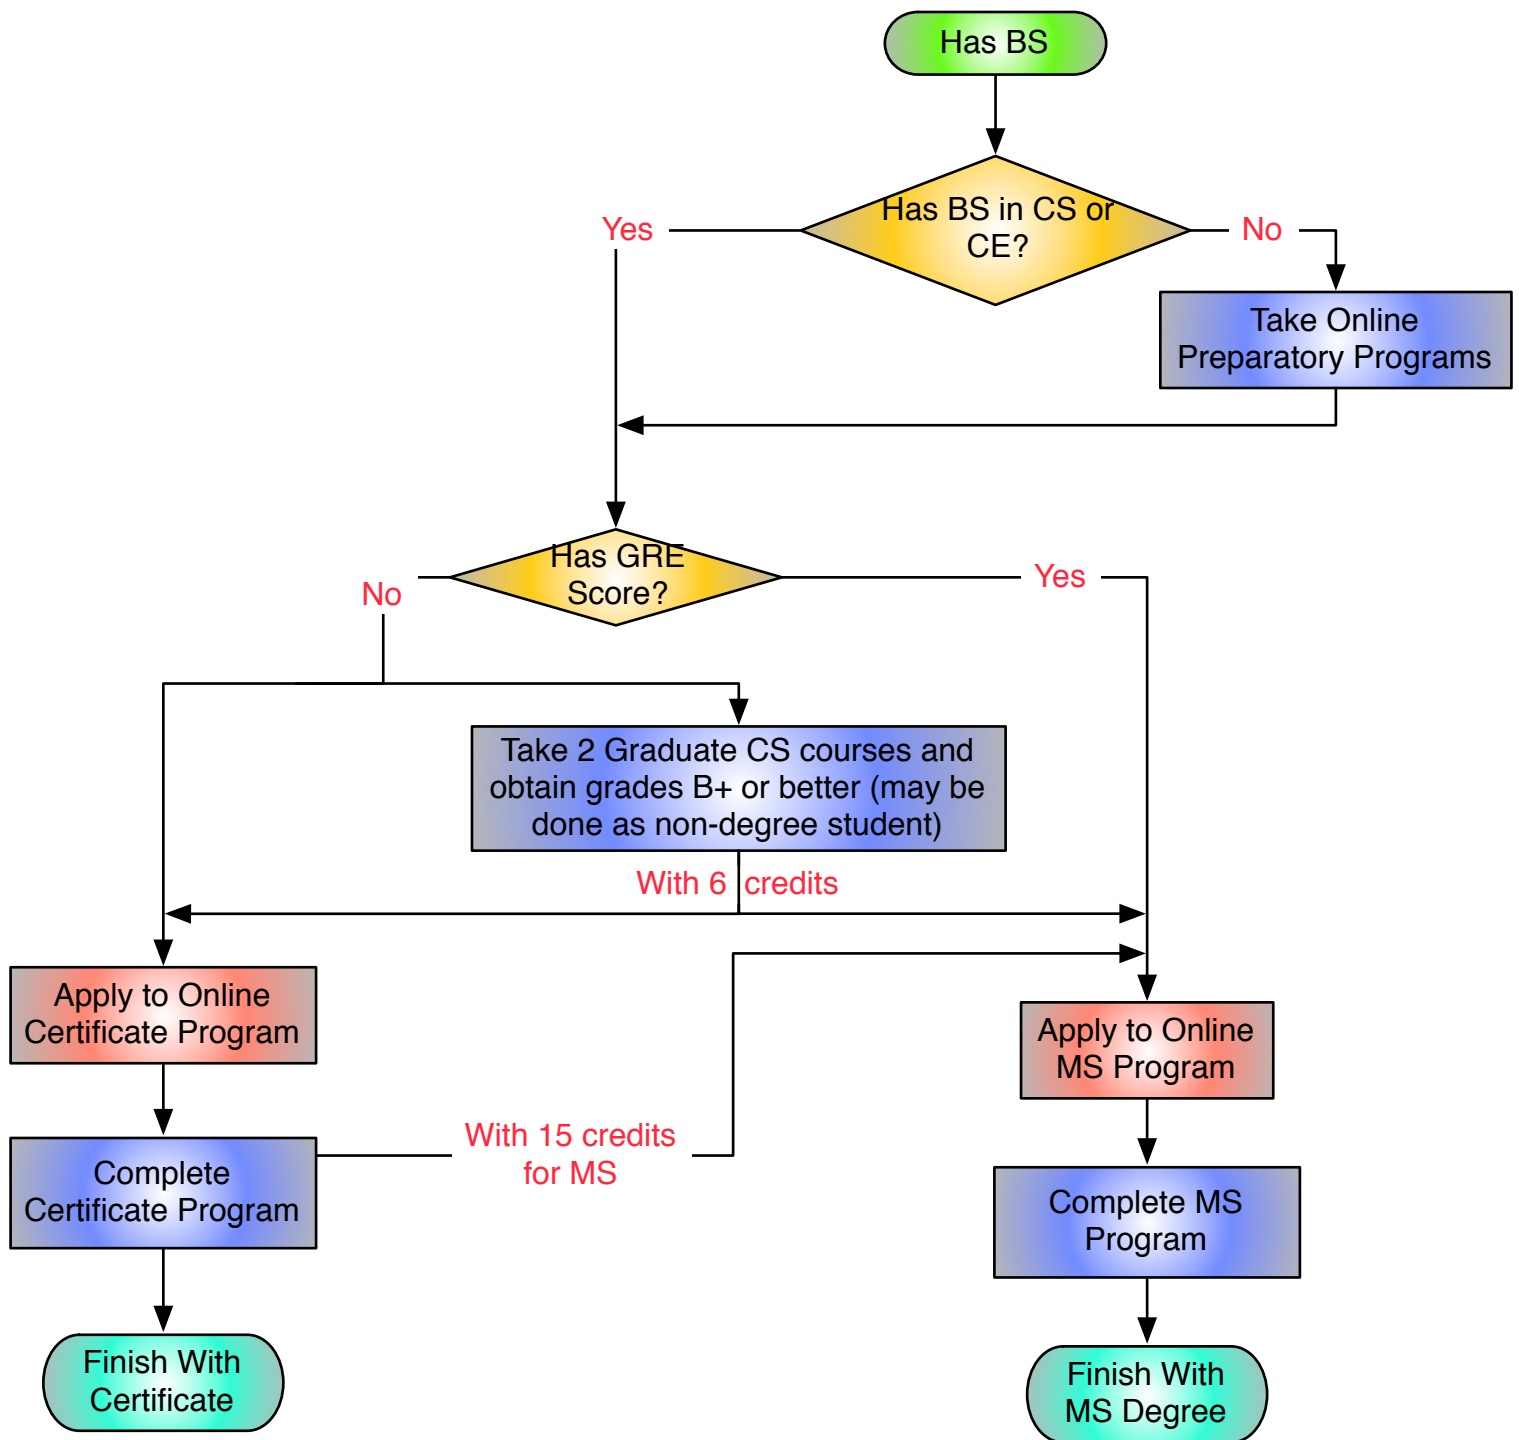 Has BS
Has BS in CS or
CE?
Yes
No
Take Online
Preparatory Programs
Has GRE
Score?
No
Yes
Take 2 Graduate CS courses and
obtain grades B+ or better (may be
done as non-degree student)
With 6 credits
Apply to Online
Certificate Program
Apply to Online
MS Program
With 15 credits
for MS
Complete
Certificate Program
Complete MS
Program
Finish With
Certificate
Finish With
MS Degree